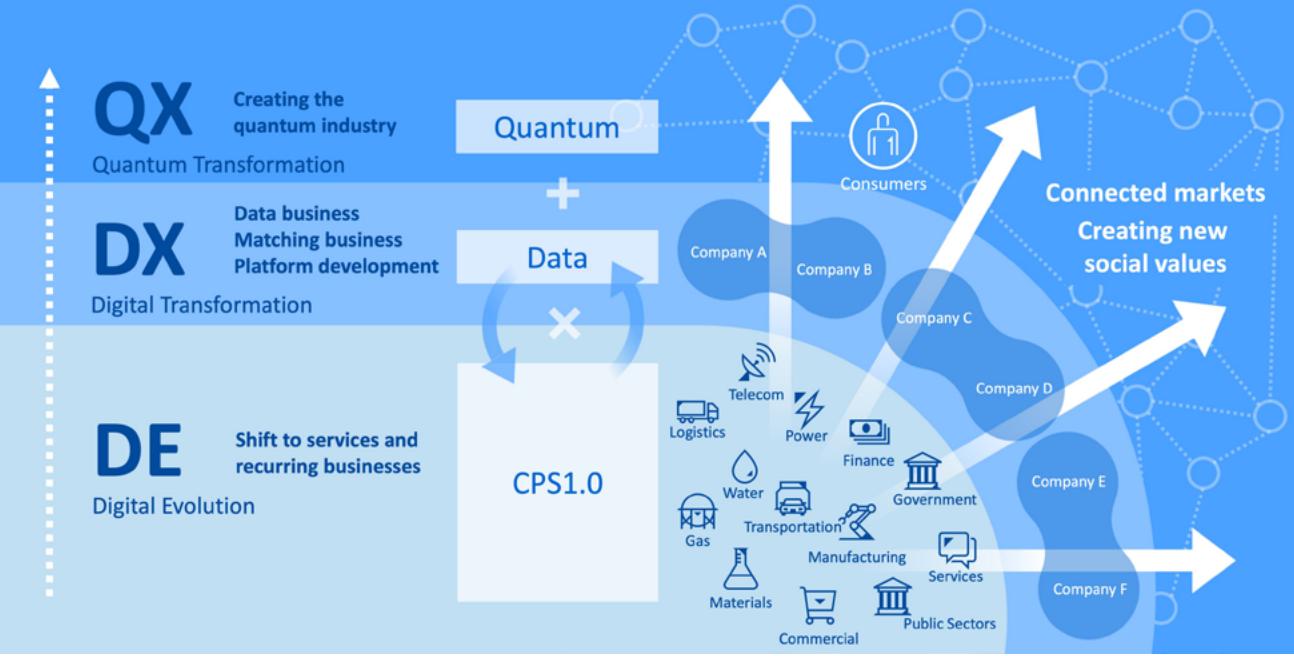 QX
Creating the
quantum industry
Quantum Transformation
Quantum
+
DX
Data business
Matching business
Platform development
Digital Transformation
Data
×
DE
Shift to services and
recurring businesses
Digital Evolution
CPS1.0
Consumers
1
Connected markets
Creating new
social values
Company A
Company B
Company C
Company D
Company E
Company F
Telecom
Logistics
Power
Finance
Water
Government
Transportation
Gas
Manufacturing
Services
Materials
Public Sectors
Commercial